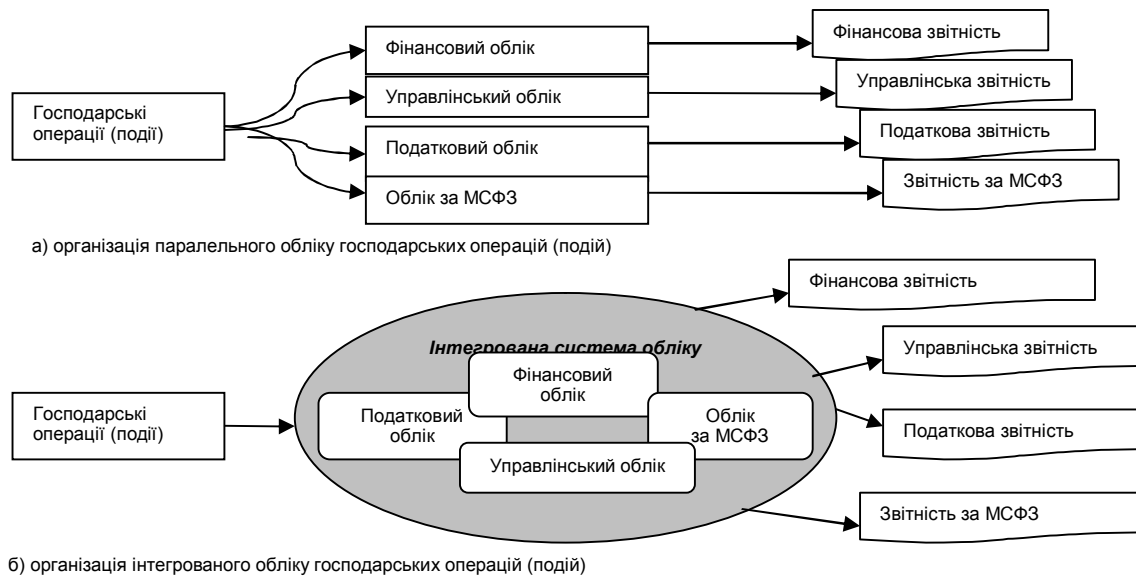 Фінансовий облік
Фінансова звітність
Господарські
операції (події)
Управлінський облік
Управлінська звітність
Податковий облік
Податкова звітність
Облік за МСФЗ
Звітність за МСФЗ
а) організація паралельного обліку господарських операцій (подій)
Фінансова звітність
Інтегрована система обліку
Управлінська звітність
Фінансовий
облік
Господарські
операції (події)
Податковий
облік
Облік
за МСФЗ
Податкова звітність
Управлінський облік
Звітність за МСФЗ
б) організація інтегрованого обліку господарських операцій (подій)